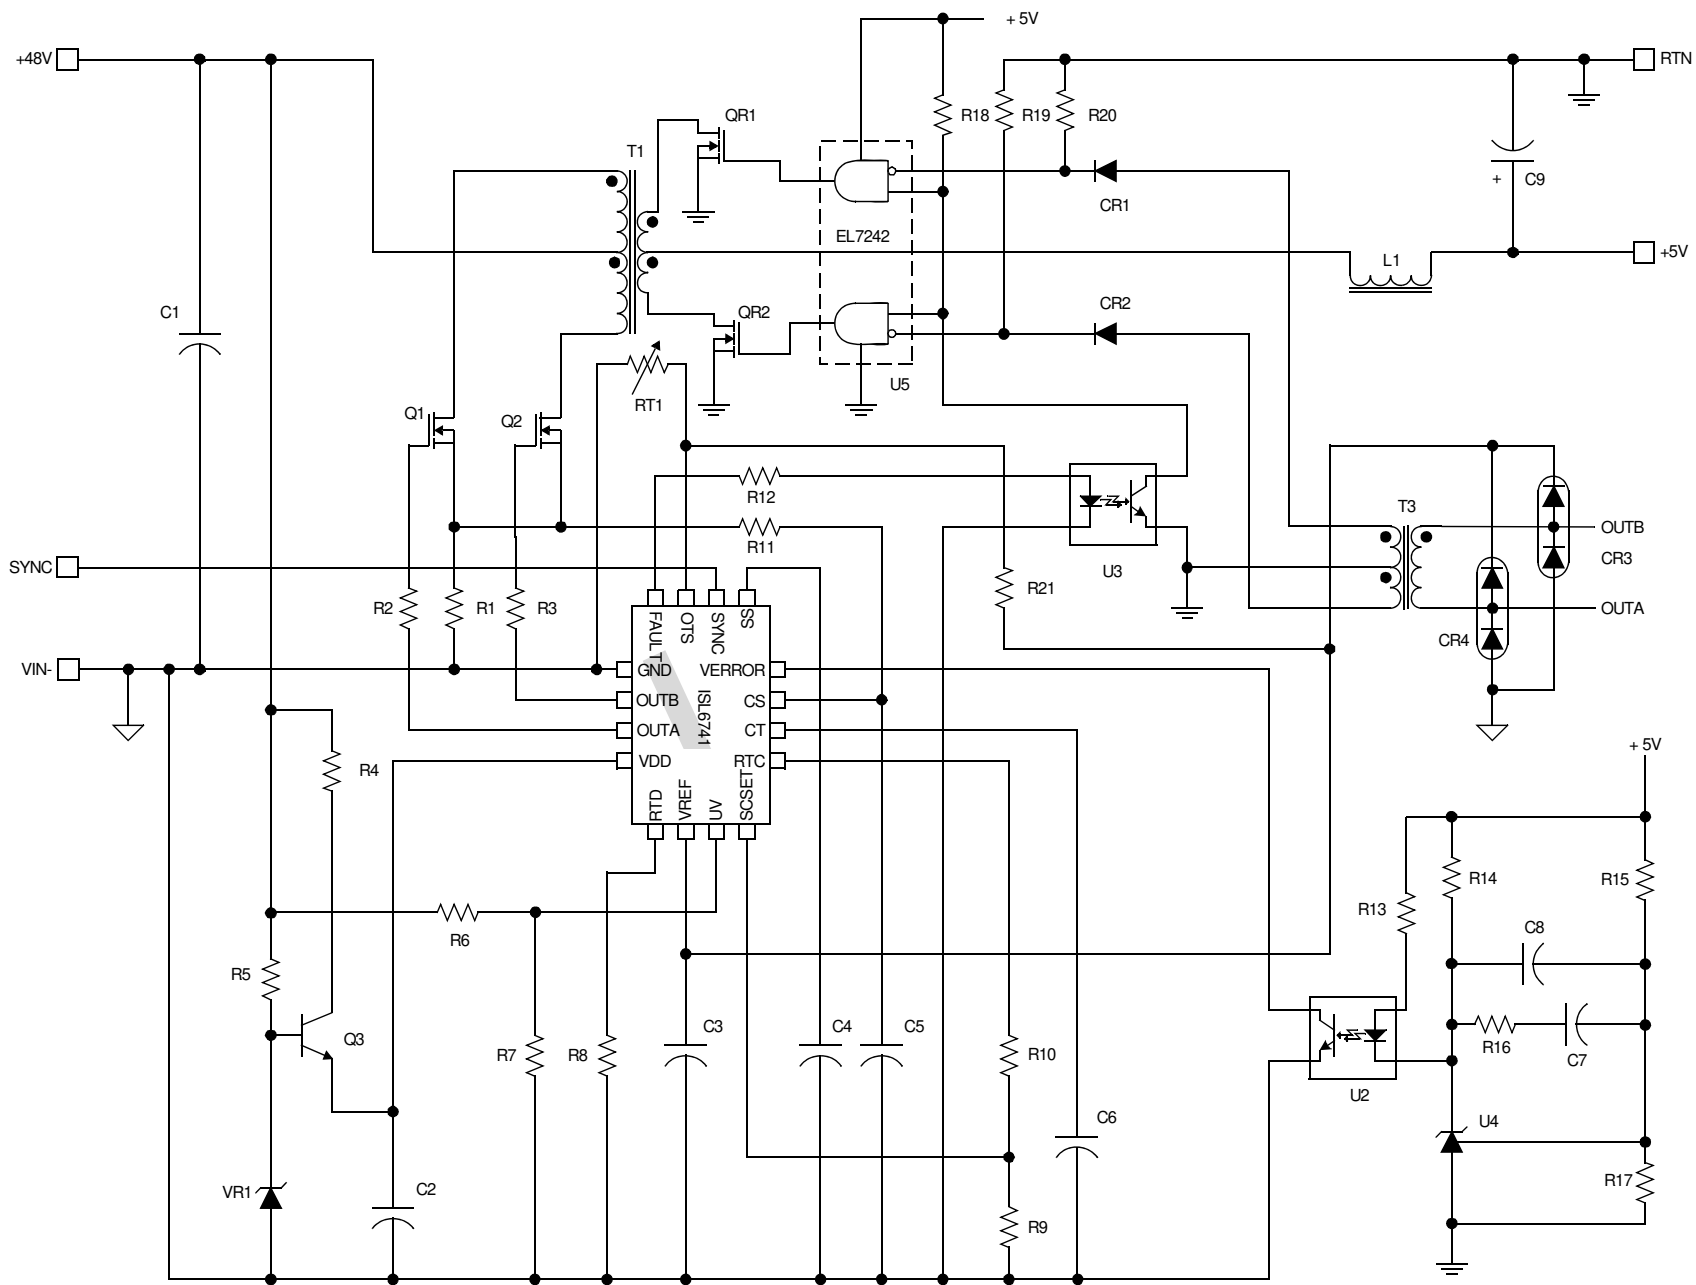 + 5V
+48V
RTN
QR1
R18
R19
R20
T1
+
C9
CR1
EL7242
L1
+5V
C1
CR2
QR2
U5
RT1
Q1
Q2
R12
T3
OUTB
R11
CR3
SYNC
U3
R21
R2
R1
R3
OUTA
FAULT
OTS
SYNC
SS
CR4
VIN-
GND
VERROR
OUTB
ISL6741
CS
OUTA
CT
+ 5V
VDD
RTC
R4
RTD
VREF
UV
SCSET
R14
R15
R13
R6
C8
R5
Q3
R7
R8
C3
C4
C5
R10
R16
C7
U2
C6
U4
VR1
C2
R17
R9